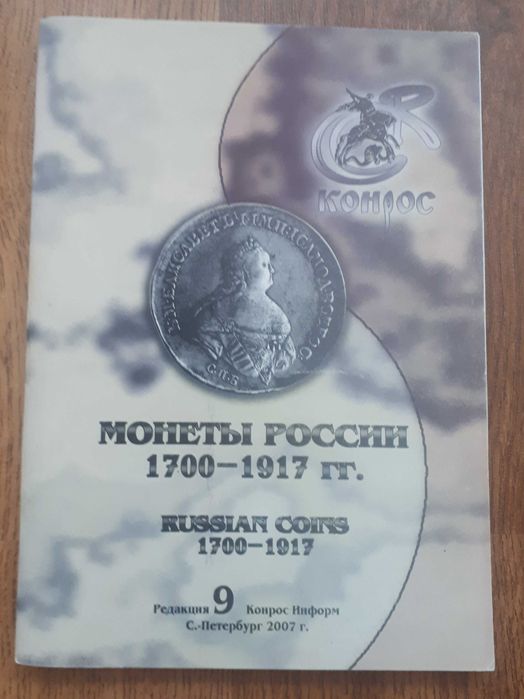 R
КОНРОС
С.П.Б
МОНЕТЫ РОССИИ
1700—1917 ГГ.
RUSSIAN COINS
1700—1917
Редакция 9 Конрос Информ
С.-Петербург 2007 г.